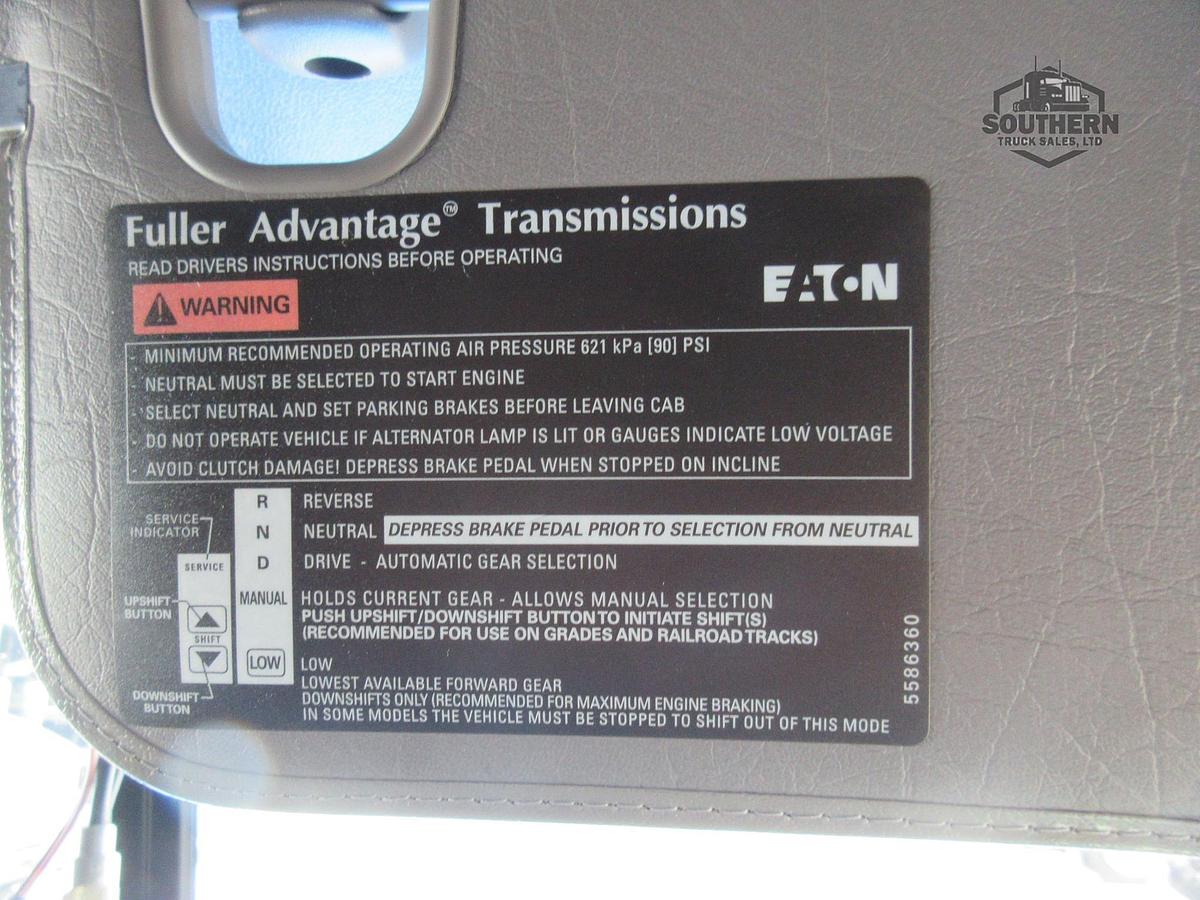 SOUTHERN
TRUCK SALES, LTD
Fuller Advantage™ Transmissions
READ DRIVERS INSTRUCTIONS BEFORE OPERATING
EATON
WARNING
- MINIMUM RECOMMENDED OPERATING AIR PRESSURE 621 kPa [90] PSI
- NEUTRAL MUST BE SELECTED TO START ENGINE
- SELECT NEUTRAL AND SET PARKING BRAKES BEFORE LEAVING CAB
- DO NOT OPERATE VEHICLE IF ALTERNATOR LAMP IS LIT OR GAUGES INDICATE LOW VOLTAGE
- AVOID CLUTCH DAMAGE! DEPRESS BRAKE PEDAL WHEN STOPPED ON INCLINE
R REVERSE
SERVICE
INDICATOR
N NEUTRAL DEPRESS BRAKE PEDAL PRIOR TO SELECTION FROM NEUTRAL
D DRIVE - AUTOMATIC GEAR SELECTION
SERVICE
UPSHIFT
BUTTON
SHIFT
DOWNSHIFT
BUTTON
MANUAL HOLDS CURRENT GEAR - ALLOWS MANUAL SELECTION
PUSH UPSHIFT/DOWNSHIFT BUTTON TO INITIATE SHIFT(S)
(RECOMMENDED FOR USE ON GRADES AND RAILROAD TRACKS)
LOW LOW
LOWEST AVAILABLE FORWARD GEAR
DOWNSHIFTS ONLY (RECOMMENDED FOR MAXIMUM ENGINE BRAKING)
IN SOME MODELS THE VEHICLE MUST BE STOPPED TO SHIFT OUT OF THIS MODE
5586360